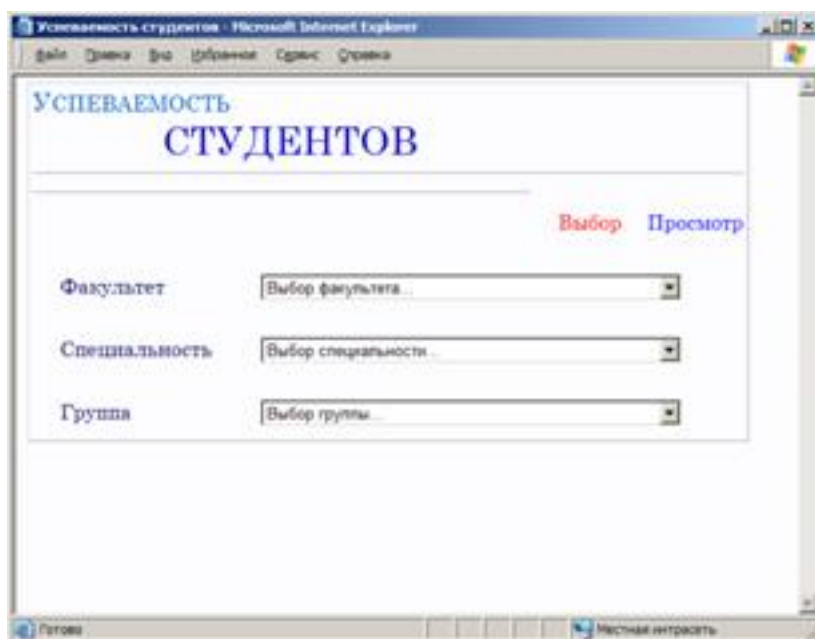 Успеваемость студентов - Microsoft Internet Explorer
Файл Правка Вид Избранное Сервис Справка
УСПЕВАЕМОСТЬ
СТУДЕНТОВ
Выбор Просмотр
Факультет Выбор факультета...
Специальность Выбор специальности...
Группа Выбор группы...
Готово Местная интрасеть